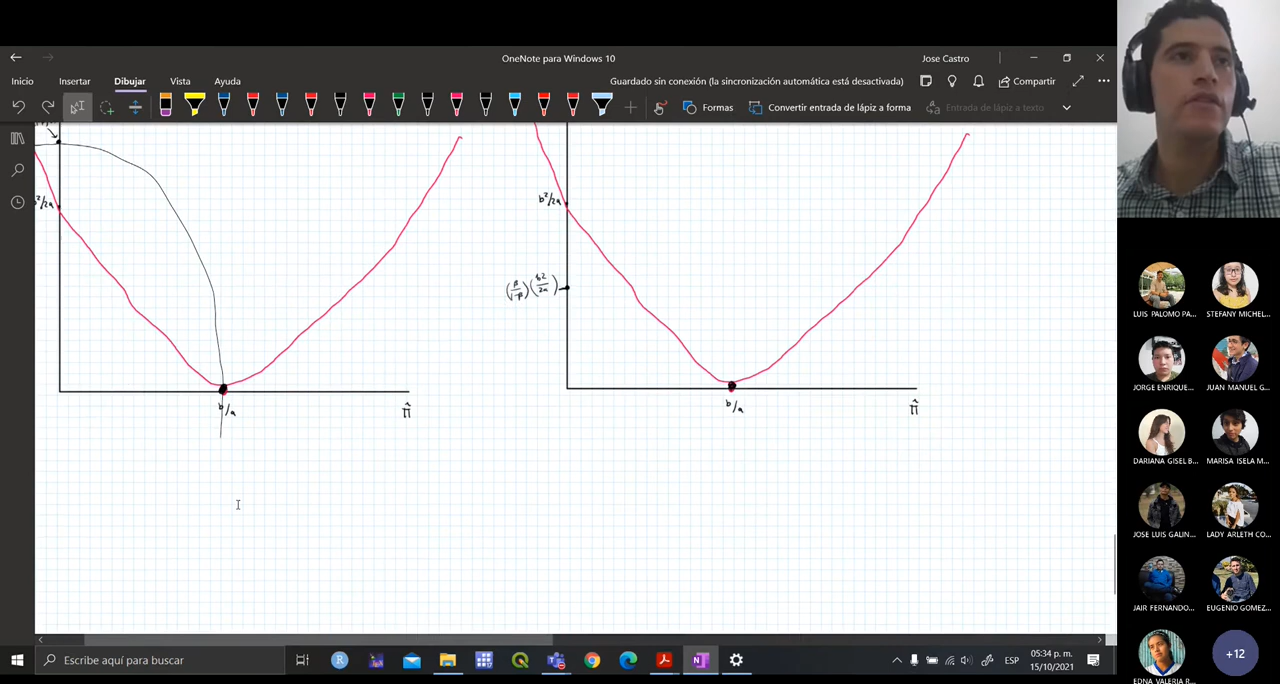 OneNote para Windows 10
Jose Castro
Inicio
Insertar
Dibujar
Vista
Ayuda
Guardado sin conexión (la sincronización automática está desactivada)
Compartir
Formas
Convertir entrada de lápiz a forma
Entrada de lápiz a texto
b²/2a
b/a
π̂
b²/2a
(β/1-β)(b²/2a)
b/a
π̂
LUIS PALOMO PA...
STEFANY MICHEL...
JORGE ENRIQUE...
JUAN MANUEL G...
DARIANA GISEL B...
MARISA ISELA M...
JOSE LUIS GALIN...
LADY ARLETH CO...
JAIR FERNANDO...
EUGENIO GOMEZ...
EDNA VALERIA R...
+12
Escribe aquí para buscar
ESP
05:34 p. m.
15/10/2021